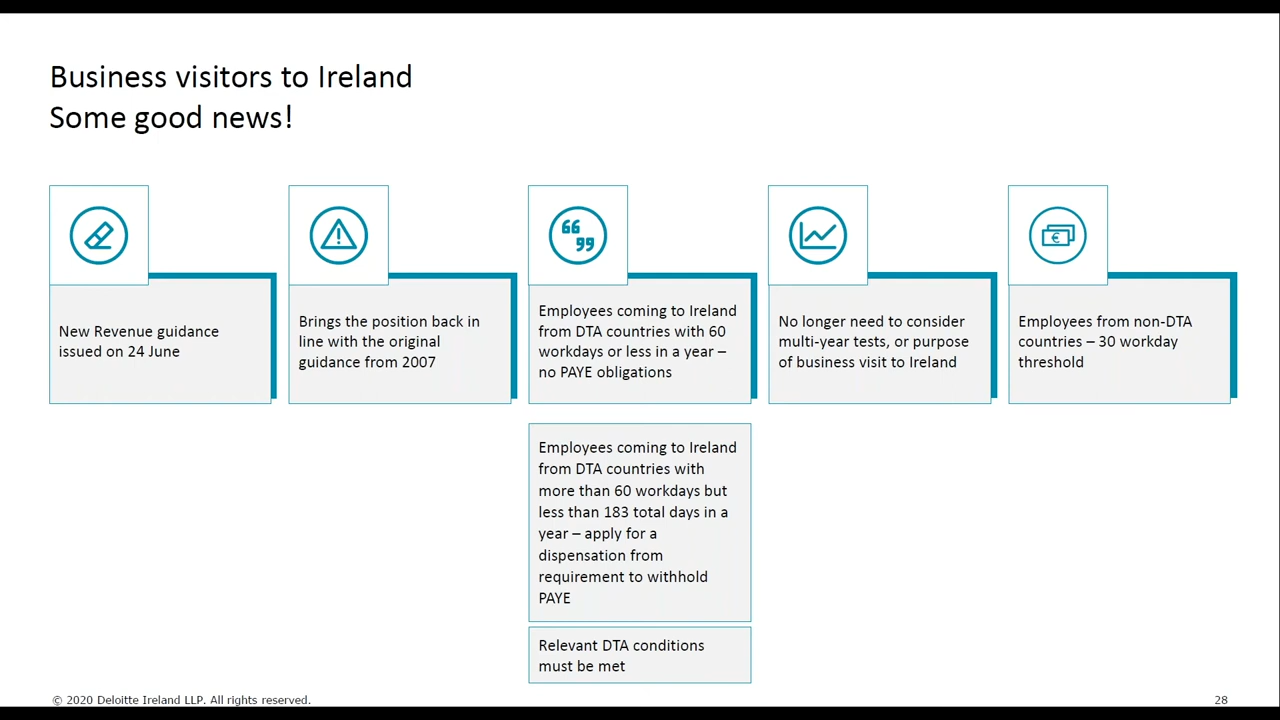 Business visitors to Ireland
Some good news!
New Revenue guidance
issued on 24 June
Brings the position back in
line with the original
guidance from 2007
Employees coming to Ireland
from DTA countries with 60
workdays or less in a year –
no PAYE obligations
No longer need to consider
multi-year tests, or purpose
of business visit to Ireland
Employees from non-DTA
countries – 30 workday
threshold
Employees coming to Ireland
from DTA countries with
more than 60 workdays but
less than 183 total days in a
year – apply for a
dispensation from
requirement to withhold
PAYE
Relevant DTA conditions
must be met
© 2020 Deloitte Ireland LLP. All rights reserved.
28